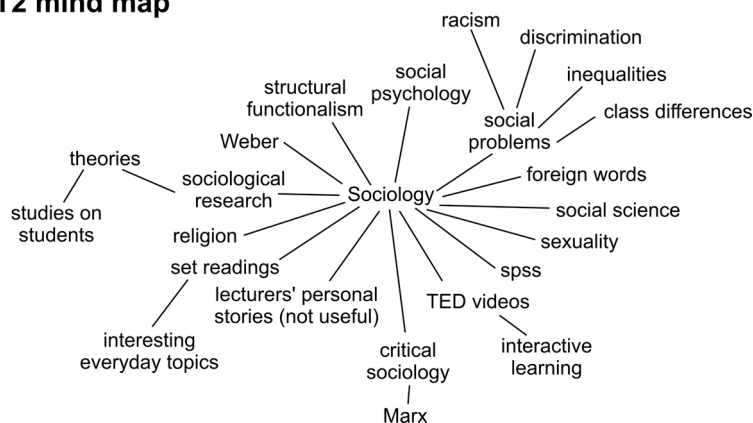 T2 mind map
racism
discrimination
inequalities
class differences
social
problems
social
psychology
structural
functionalism
Weber
theories
studies on
students
sociological
research
Sociology
foreign words
social science
sexuality
spss
religion
set readings
interesting
everyday topics
lecturers' personal
stories (not useful)
TED videos
interactive
learning
critical
sociology
Marx